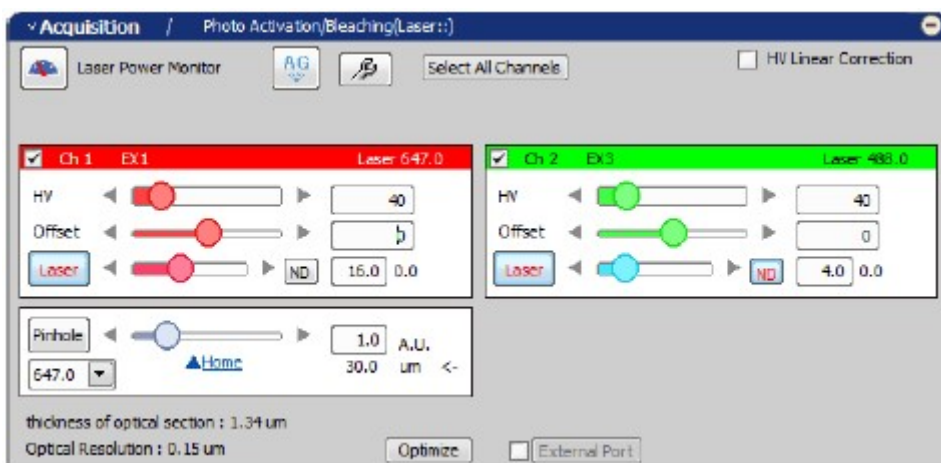 Acquisition / Photo Activation/Bleaching(Laser::)
Laser Power Monitor AG Select All Channels HV Linear Correction
Ch 1 EX1 Laser 647.0
HV 40
Offset
Laser ND 16.0 0.0
Ch 2 EX3 Laser 488.0
HV 40
Offset 0
Laser ND 4.0 0.0
Pinhole 1.0 A.U.
647.0 ▲Home 30.0 um <-
thickness of optical section : 1.34 um
Optical Resolution : 0.15 um Optimize External Port